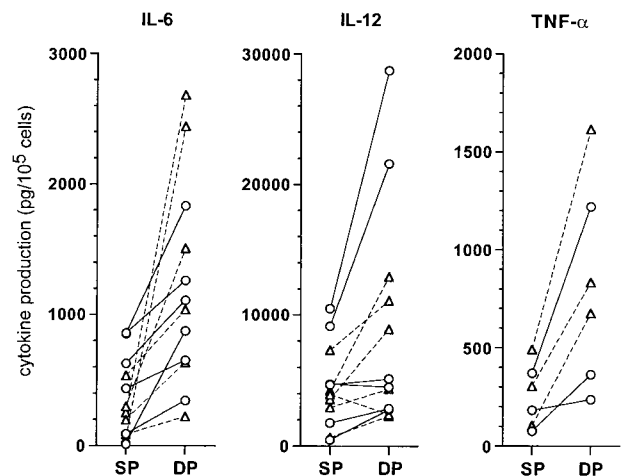 IL-6 IL-12 TNF-α
cytokine production (pg/10⁵ cells)
3000 2000 1000 0
30000 20000 10000 0
2000 1500 1000 500 0
SP DP SP DP SP DP